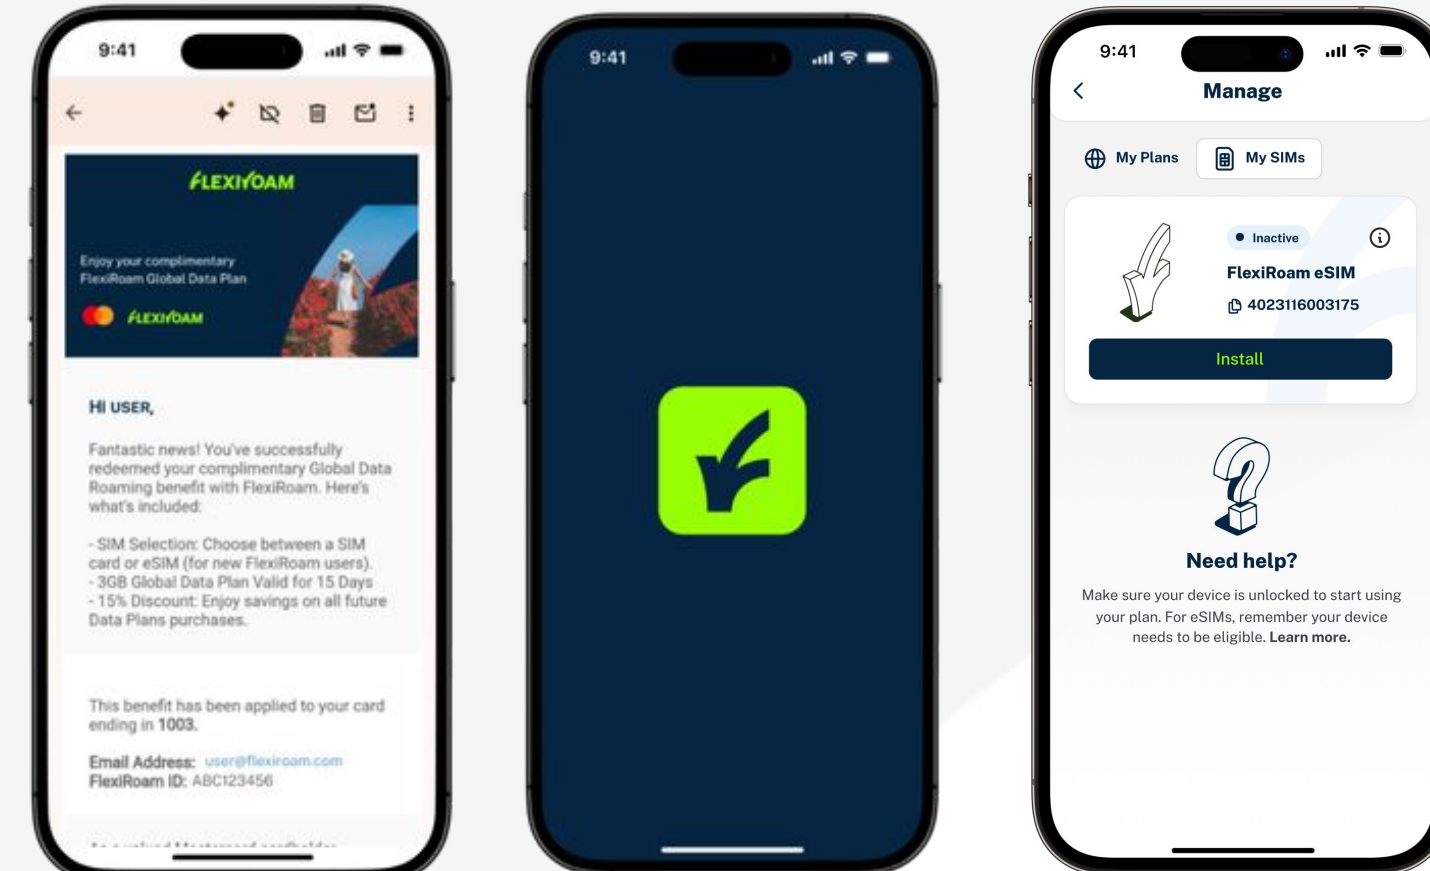 9:41
FLEXIROAM
Enjoy your complimentary
FlexiRoam Global Data Plan
FLEXIROAM
Hi USER,
Fantastic news! You've successfully
redeemed your complimentary Global Data
Roaming benefit with FlexiRoam. Here's
what's included:
- SIM Selection: Choose between a SIM
card or eSIM (for new FlexiRoam users).
- 3GB Global Data Plan Valid for 15 Days
- 15% Discount: Enjoy savings on all future
Data Plans purchases.
This benefit has been applied to your card
ending in 1003.
Email Address: user@flexiroam.com
FlexiRoam ID: ABC123456
9:41
9:41
Manage
My Plans
My SIMs
Inactive
FlexiRoam eSIM
4023116003175
Install
Need help?
Make sure your device is unlocked to start using
your plan. For eSIMs, remember your device
needs to be eligible. Learn more.